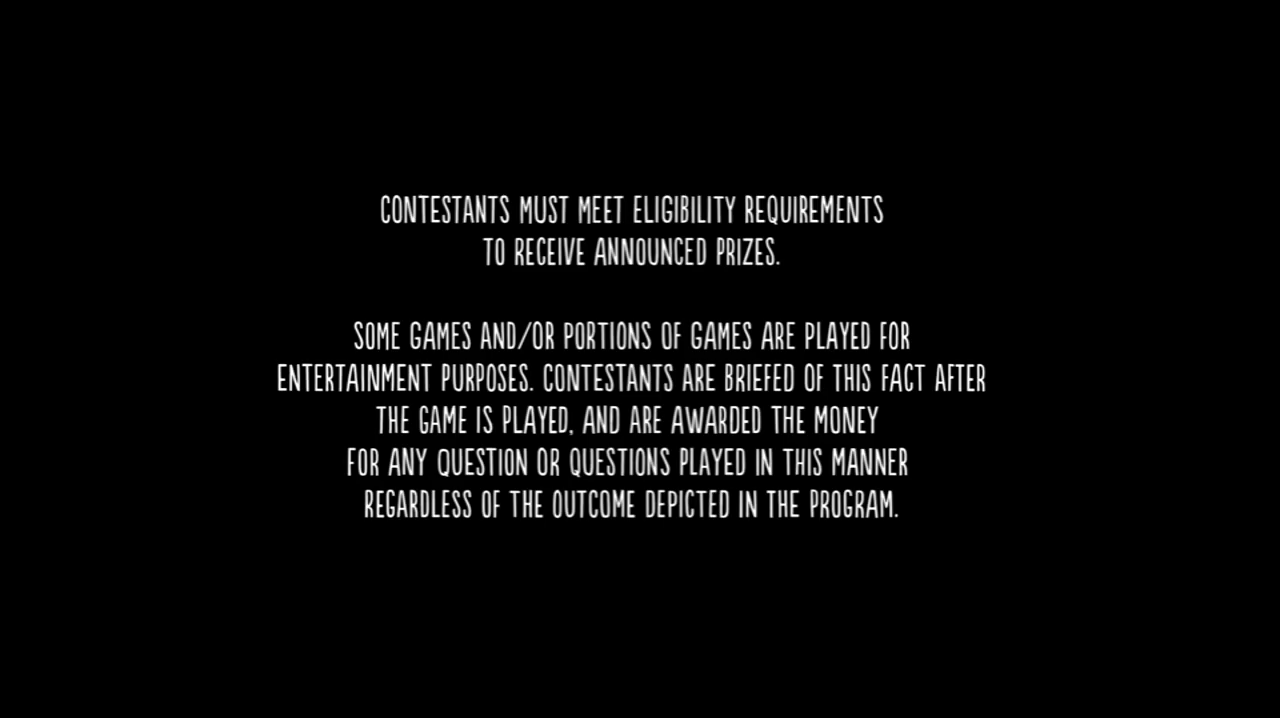 CONTESTANTS MUST MEET ELIGIBILITY REQUIREMENTS
TO RECEIVE ANNOUNCED PRIZES.
SOME GAMES AND/OR PORTIONS OF GAMES ARE PLAYED FOR
ENTERTAINMENT PURPOSES. CONTESTANTS ARE BRIEFED OF THIS FACT AFTER
THE GAME IS PLAYED, AND ARE AWARDED THE MONEY
FOR ANY QUESTION OR QUESTIONS PLAYED IN THIS MANNER
REGARDLESS OF THE OUTCOME DEPICTED IN THE PROGRAM.